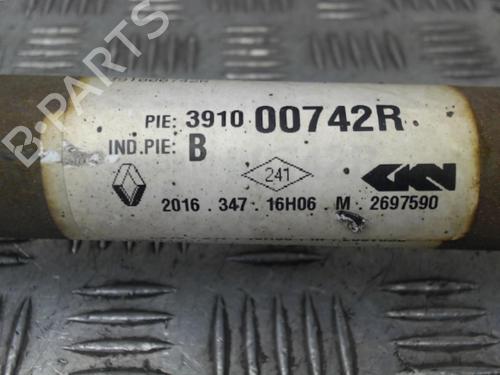 PIE: 3910 00742R
IND.PIE: B
241
GKN
2016 . 347 . 16H06 M . 2697590
B-PARTS